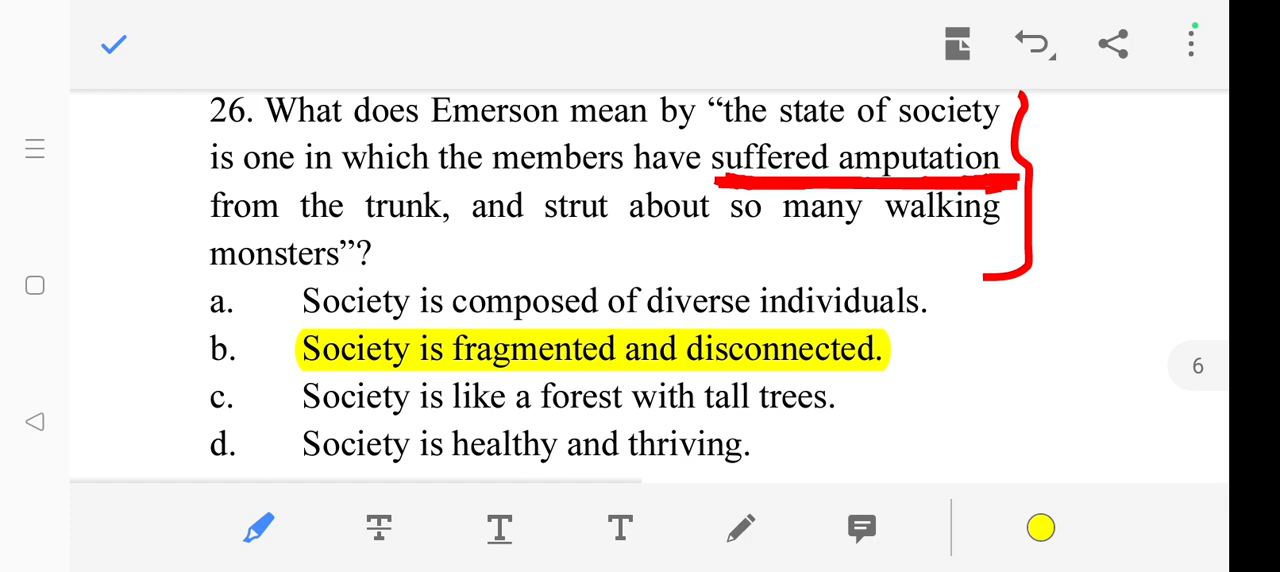 26. What does Emerson mean by “the state of society
is one in which the members have suffered amputation
from the trunk, and strut about so many walking
monsters”?
a. Society is composed of diverse individuals.
b. Society is fragmented and disconnected.
c. Society is like a forest with tall trees.
d. Society is healthy and thriving.
6
T T T